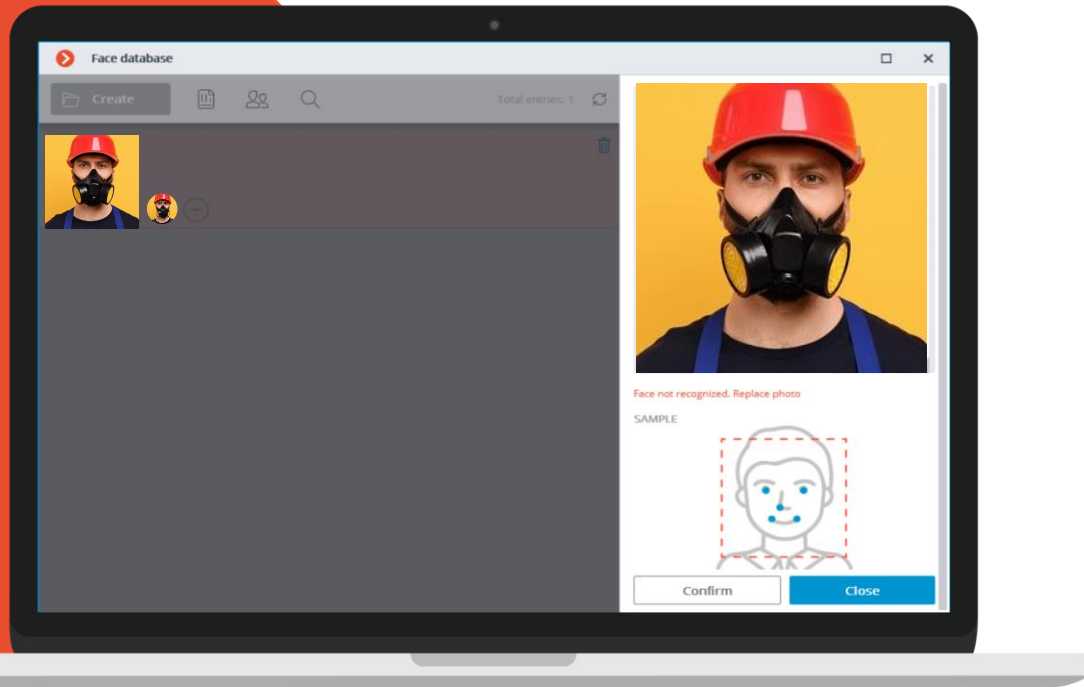 Face database
Create
Total entries: 1
Face not recognized. Replace photo
SAMPLE
Confirm
Close